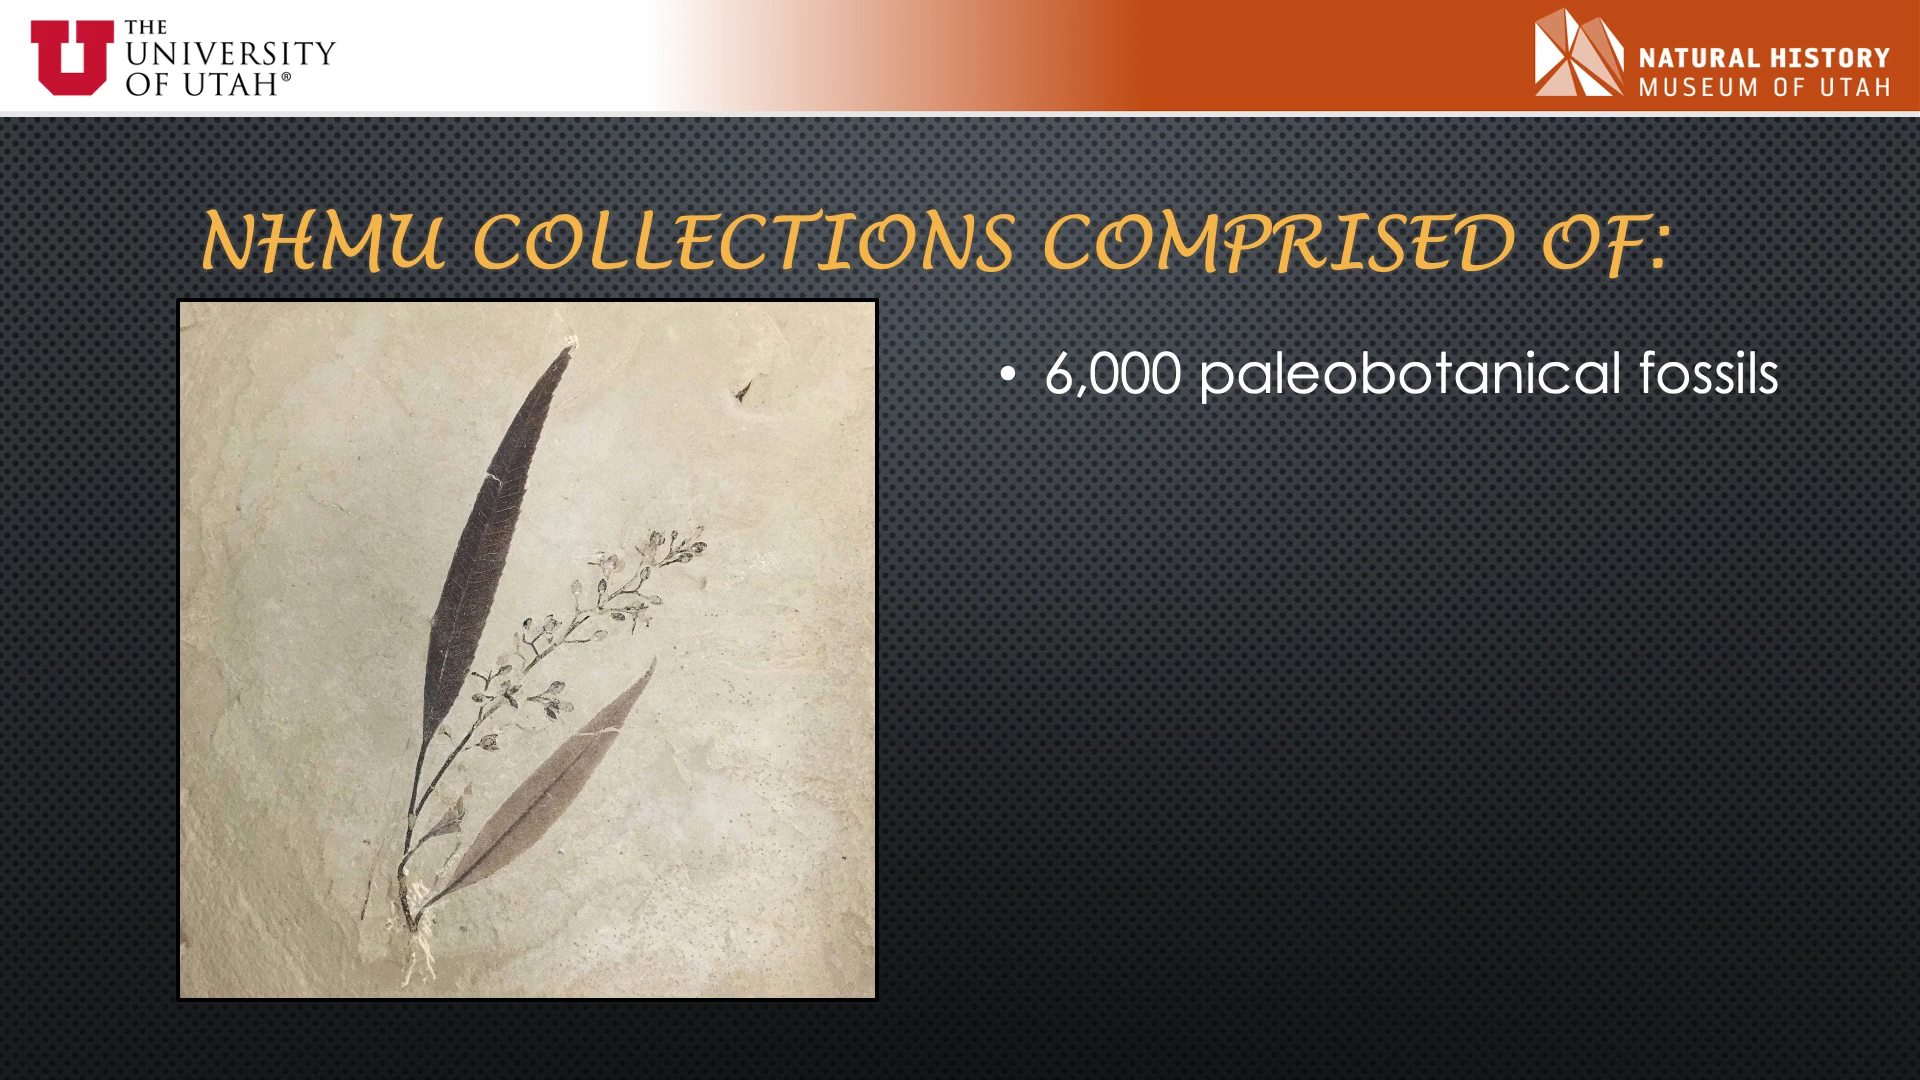 THE
UNIVERSITY
OF UTAH®
NATURAL HISTORY
MUSEUM OF UTAH
NHMU COLLECTIONS COMPRISED OF:
• 6,000 paleobotanical fossils